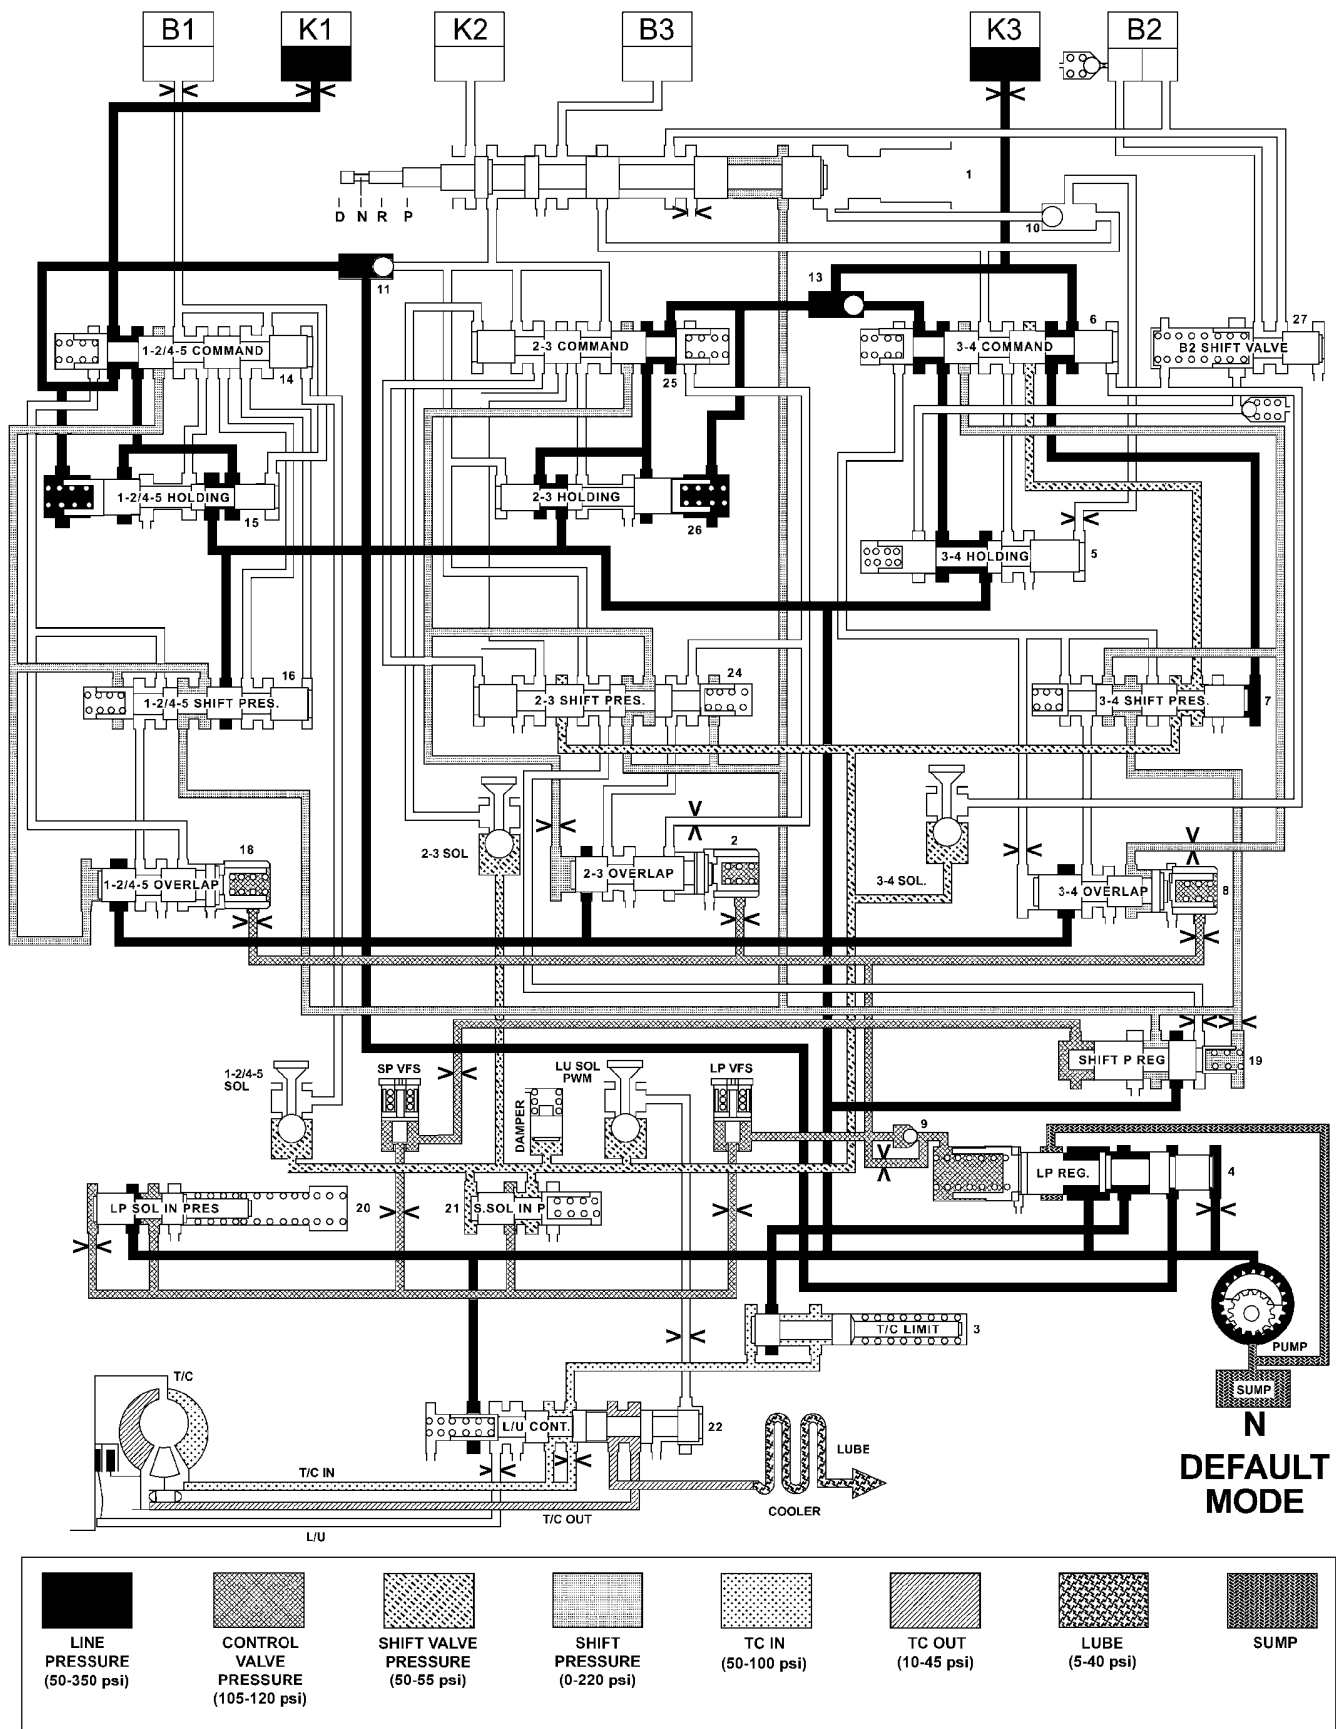 B1
K1
K2
B3
K3
B2
1
D N R P
10
11
13
6
27
1-2/4-5 COMMAND
2-3 COMMAND
3-4 COMMAND
B2 SHIFT VALVE
14
25
1-2/4-5 HOLDING
2-3 HOLDING
15
26
3-4 HOLDING
5
16
24
1-2/4-5 SHIFT PRES.
2-3 SHIFT PRES.
3-4 SHIFT PRES.
7
18
2-3 SOL
2
3-4 SOL.
1-2/4-5 OVERLAP
2-3 OVERLAP
3-4 OVERLAP
8
SHIFT P REG
19
1-2/4-5
SOL
SP VFS
LU SOL
PWM
LP VFS
DAMPER
9
LP REG.
4
LP SOL IN PRES
20
21
S.SOL IN P
T/C LIMIT
3
PUMP
SUMP
T/C
L/U CONT.
22
N
DEFAULT
MODE
LUBE
T/C IN
COOLER
T/C OUT
L/U
LINE
PRESSURE
(50-350 psi)
CONTROL
VALVE
PRESSURE
(105-120 psi)
SHIFT VALVE
PRESSURE
(50-55 psi)
SHIFT
PRESSURE
(0-220 psi)
TC IN
(50-100 psi)
TC OUT
(10-45 psi)
LUBE
(5-40 psi)
SUMP